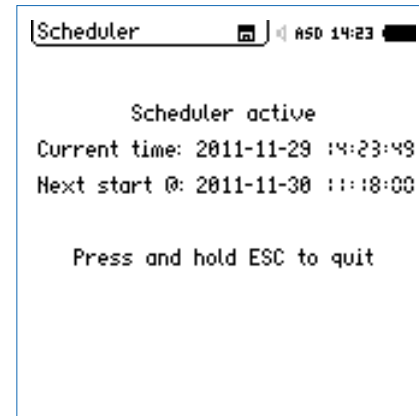 Scheduler ASD 14:23
Scheduler active
Current time: 2011-11-29 14:23:49
Next start @: 2011-11-30 11:18:00
Press and hold ESC to quit